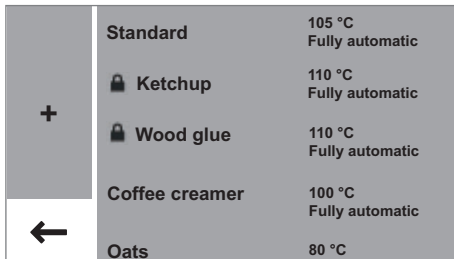 Standard 105 °C
Fully automatic
Ketchup 110 °C
Fully automatic
+
Wood glue 110 °C
Fully automatic
Coffee creamer 100 °C
Fully automatic
Oats 80 °C